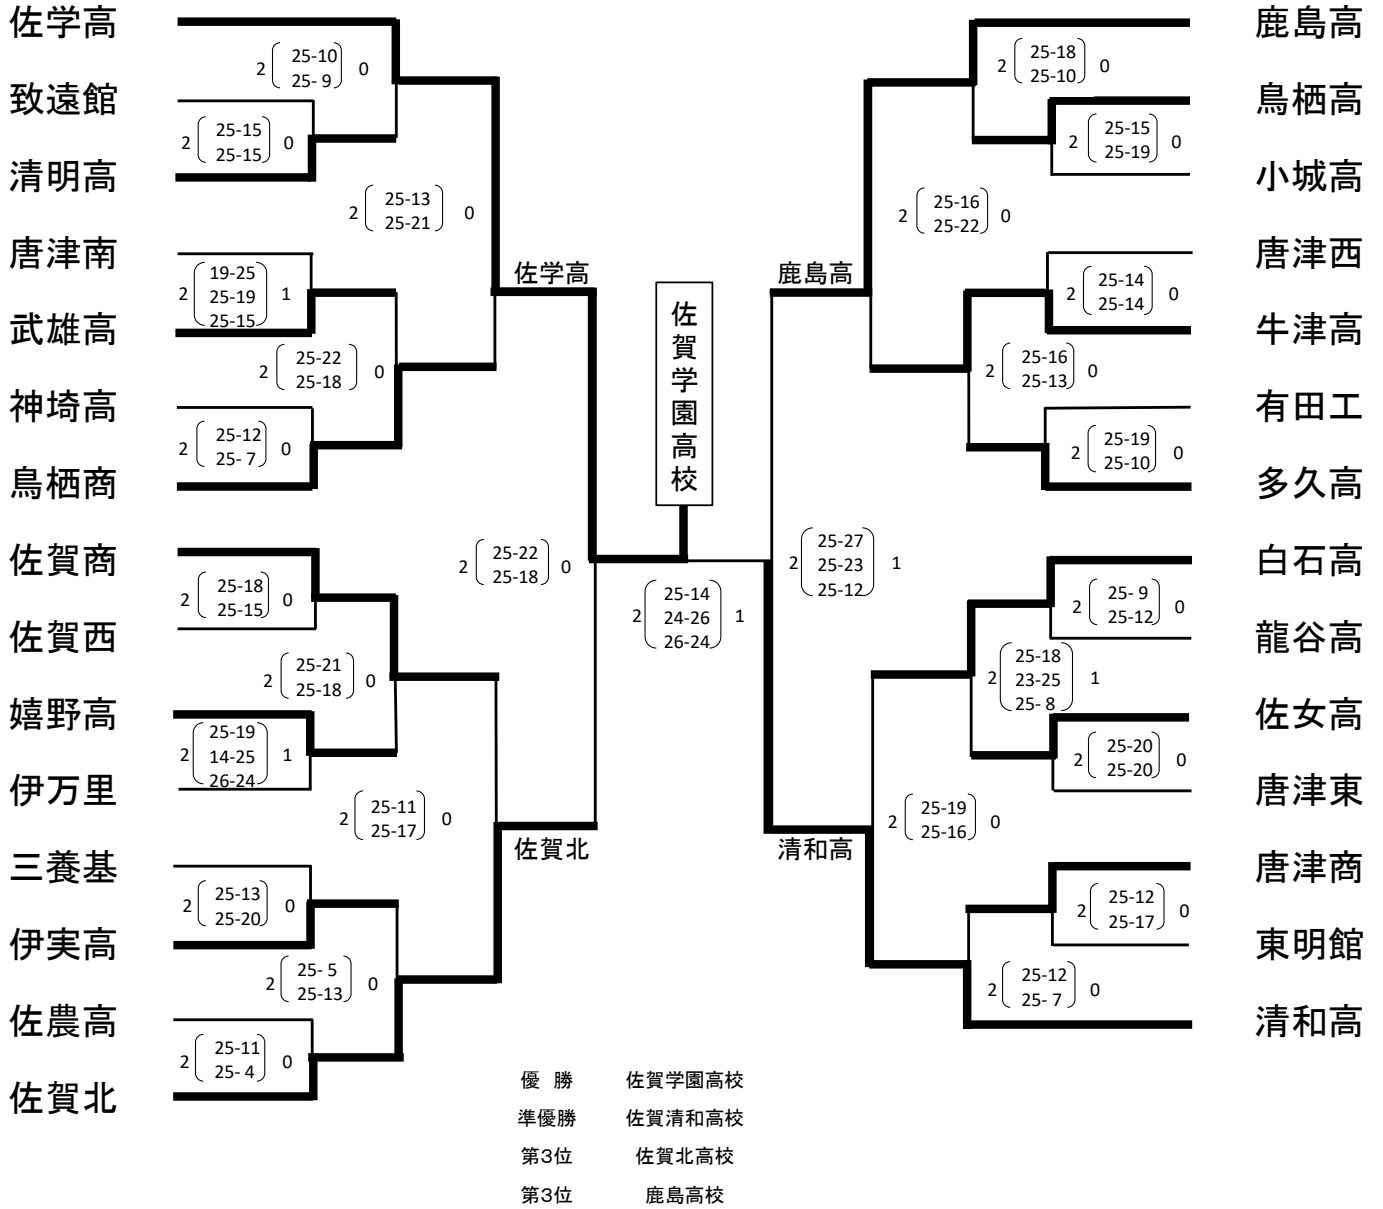 佐学高
致遠館
清明高
唐津南
武雄高
神埼高
鳥栖商
佐賀商
佐賀西
嬉野高
伊万里
三養基
伊実高
佐農高
佐賀北
2 25-10 0
25- 9
2 25-15 0
25-15
2 25-13 0
25-21
2 19-25 1
25-19
25-15
2 25-22 0
25-18
2 25-12 0
25- 7
佐学高
2 25-22 0
25-18
2 25-18 0
25-15
2 25-21 0
25-18
2 25-19 1
14-25
26-24
2 25-11 0
25-17
佐賀北
2 25-13 0
25-20
2 25- 5 0
25-13
2 25-11 0
25- 4
佐賀学園高校
2 25-14 1
24-26
26-24
鹿島高
鳥栖高
小城高
唐津西
牛津高
有田工
多久高
白石高
龍谷高
佐女高
唐津東
唐津商
東明館
清和高
2 25-18 0
25-10
2 25-15 0
25-19
2 25-16 0
25-22
鹿島高
2 25-14 0
25-14
2 25-16 0
25-13
2 25-19 0
25-10
2 25-27 1
25-23
25-12
2 25- 9 0
25-12
2 25-18 1
23-25
25- 8
2 25-20 0
25-20
2 25-19 0
25-16
清和高
2 25-12 0
25-17
2 25-12 0
25- 7
優 勝 佐賀学園高校
準優勝 佐賀清和高校
第3位 佐賀北高校
第3位 鹿島高校